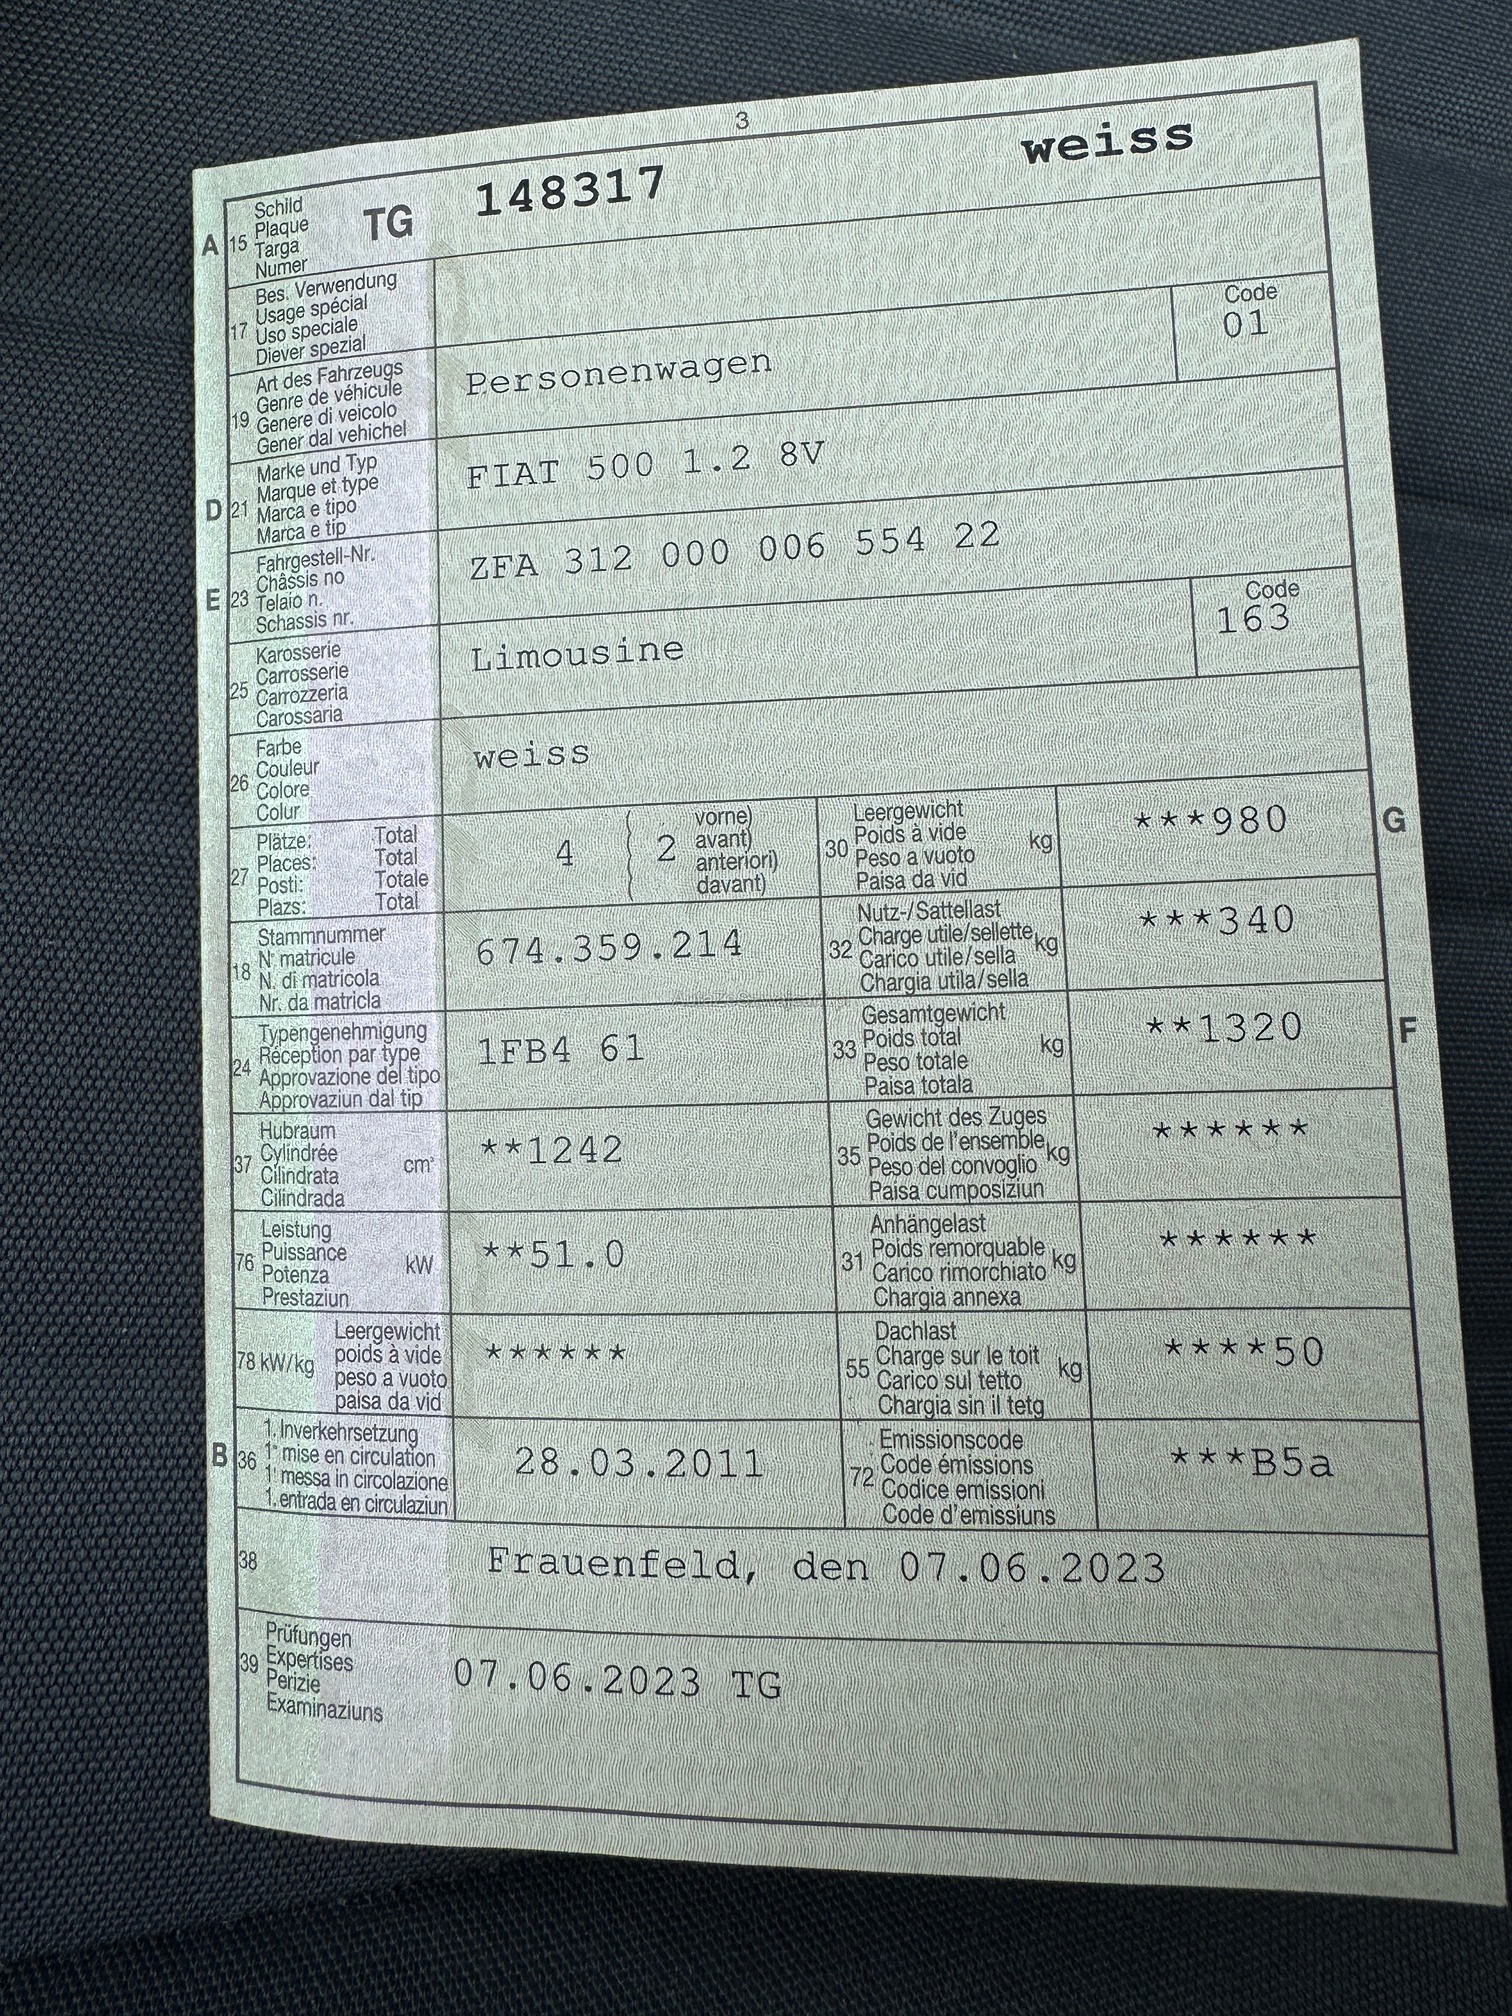 3
A 15 Schild Plaque Targa Numer TG 148317 weiss
17 Bes. Verwendung
Usage spécial
Uso speciale
Diever spezial
19 Art des Fahrzeugs
Genre de véhicule
Genere di veicolo
Gener dal vehichel
Personenwagen
Code
01
D 21 Marke und Typ
Marque et type
Marca e tipo
Marca e tip
FIAT 500 1.2 8V
E 23 Fahrgestell-Nr.
Châssis no
Telaio n.
Schassis nr.
ZFA 312 000 006 554 22
25 Karosserie
Carrosserie
Carrozzeria
Carossaria
Limousine
Code
163
26 Farbe
Couleur
Colore
Colur
weiss
27 Plätze: Total
Places: Total
Posti: Totale
Plazs: Total
4 { 2 vorne)
avant)
anteriori)
davant)
30 Leergewicht
Poids à vide kg
Peso a vuoto
Paisa da vid
***980 G
18 Stammnummer
N° matricule
N. di matricola
Nr. da matricla
674.359.214
32 Nutz-/Sattellast
Charge utile/sellette kg
Carico utile/sella
Chargia utila/sella
***340
24 Typengenehmigung
Réception par type
Approvazione del tipo
Approvaziun dal tip
1FB4 61
33 Gesamtgewicht
Poids total kg
Peso totale
Paisa totala
**1320 F
37 Hubraum
Cylindrée cm³
Cilindrata
Cilindrada
**1242
35 Gewicht des Zuges
Poids de l'ensemble kg
Peso del convoglio
Paisa cumposiziun
******
76 Leistung
Puissance kW
Potenza
Prestaziun
**51.0
31 Anhängelast
Poids remorquable kg
Carico rimorchiato
Chargia annexa
******
78 kW/kg Leergewicht
poids à vide
peso a vuoto
paisa da vid
******
55 Dachlast
Charge sur le toit kg
Carico sul tetto
Chargia sin il tetg
****50
B 36 1. Inverkehrsetzung
1e mise en circulation
1a messa in circolazione
1. entrada en circulaziun
28.03.2011
72 Emissionscode
Code émissions
Codice emissioni
Code d'emissiuns
***B5a
38 Frauenfeld, den 07.06.2023
39 Prüfungen
Expertises
Perizie
Examinaziuns
07.06.2023 TG